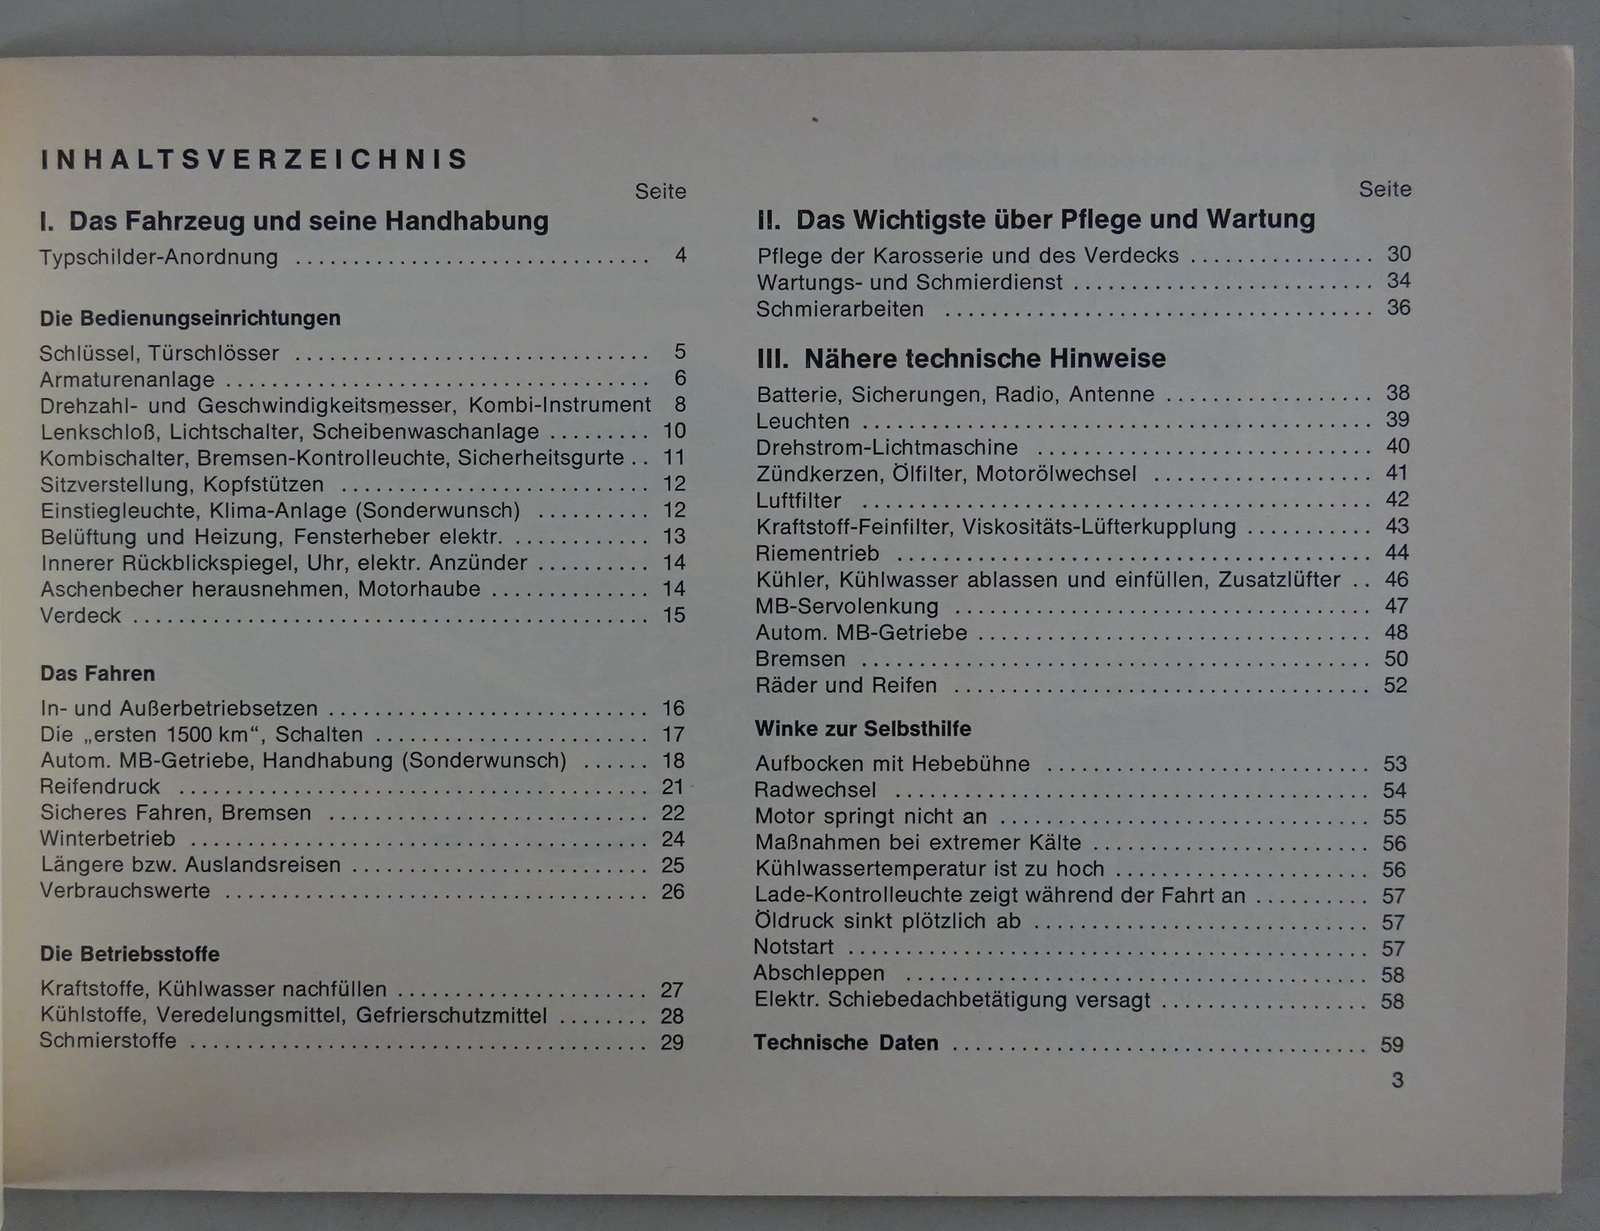 INHALTSVERZEICHNIS
Seite
I. Das Fahrzeug und seine Handhabung
Typschilder-Anordnung ............................... 4
Die Bedienungseinrichtungen
Schlüssel, Türschlösser ............................... 5
Armaturenanlage ..................................... 6
Drehzahl- und Geschwindigkeitsmesser, Kombi-Instrument 8
Lenkschloß, Lichtschalter, Scheibenwaschanlage ......... 10
Kombischalter, Bremsen-Kontrolleuchte, Sicherheitsgurte .. 11
Sitzverstellung, Kopfstützen ........................... 12
Einstiegleuchte, Klima-Anlage (Sonderwunsch) .......... 12
Belüftung und Heizung, Fensterheber elektr. ............ 13
Innerer Rückblickspiegel, Uhr, elektr. Anzünder .......... 14
Aschenbecher herausnehmen, Motorhaube .............. 14
Verdeck ............................................. 15
Das Fahren
In- und Außerbetriebsetzen ............................ 16
Die „ersten 1500 km“, Schalten ........................ 17
Autom. MB-Getriebe, Handhabung (Sonderwunsch) ...... 18
Reifendruck ......................................... 21
Sicheres Fahren, Bremsen ............................ 22
Winterbetrieb ........................................ 24
Längere bzw. Auslandsreisen .......................... 25
Verbrauchswerte ..................................... 26
Die Betriebsstoffe
Kraftstoffe, Kühlwasser nachfüllen ...................... 27
Kühlstoffe, Veredelungsmittel, Gefrierschutzmittel ........ 28
Schmierstoffe ........................................ 29
Seite
II. Das Wichtigste über Pflege und Wartung
Pflege der Karosserie und des Verdecks ................ 30
Wartungs- und Schmierdienst .......................... 34
Schmierarbeiten ..................................... 36
III. Nähere technische Hinweise
Batterie, Sicherungen, Radio, Antenne .................. 38
Leuchten ............................................ 39
Drehstrom-Lichtmaschine ............................. 40
Zündkerzen, Ölfilter, Motorölwechsel ................... 41
Luftfilter ............................................ 42
Kraftstoff-Feinfilter, Viskositäts-Lüfterkupplung ........... 43
Riementrieb ......................................... 44
Kühler, Kühlwasser ablassen und einfüllen, Zusatzlüfter .. 46
MB-Servolenkung .................................... 47
Autom. MB-Getriebe .................................. 48
Bremsen ............................................ 50
Räder und Reifen .................................... 52
Winke zur Selbsthilfe
Aufbocken mit Hebebühne ............................ 53
Radwechsel ......................................... 54
Motor springt nicht an ................................ 55
Maßnahmen bei extremer Kälte ........................ 56
Kühlwassertemperatur ist zu hoch ...................... 56
Lade-Kontrolleuchte zeigt während der Fahrt an .......... 57
Öldruck sinkt plötzlich ab ............................. 57
Notstart ............................................. 57
Abschleppen ........................................ 58
Elektr. Schiebedachbetätigung versagt .................. 58
Technische Daten .................................... 59
3